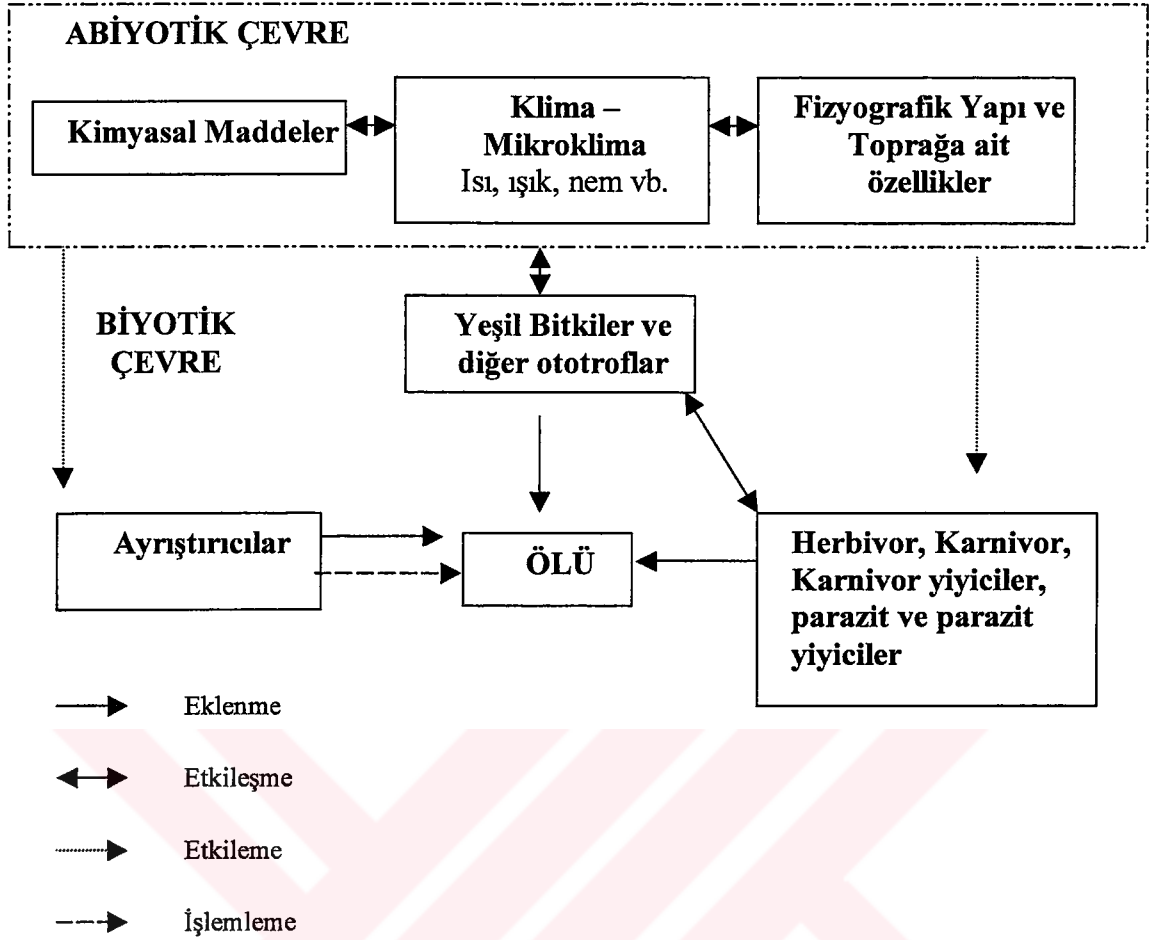 ABİYOTİK ÇEVRE
Kimyasal Maddeler
Klima –
Mikroklima
Isı, ışık, nem vb.
Fizyografik Yapı ve
Toprağa ait
özellikler
BİYOTİK
ÇEVRE
Yeşil Bitkiler ve
diğer ototroflar
Ayrıştırıcılar
ÖLÜ
Herbivor, Karnivor,
Karnivor yiyiciler,
parazit ve parazit
yiyiciler
Eklenme
Etkileşme
Etkileme
İşlemleme